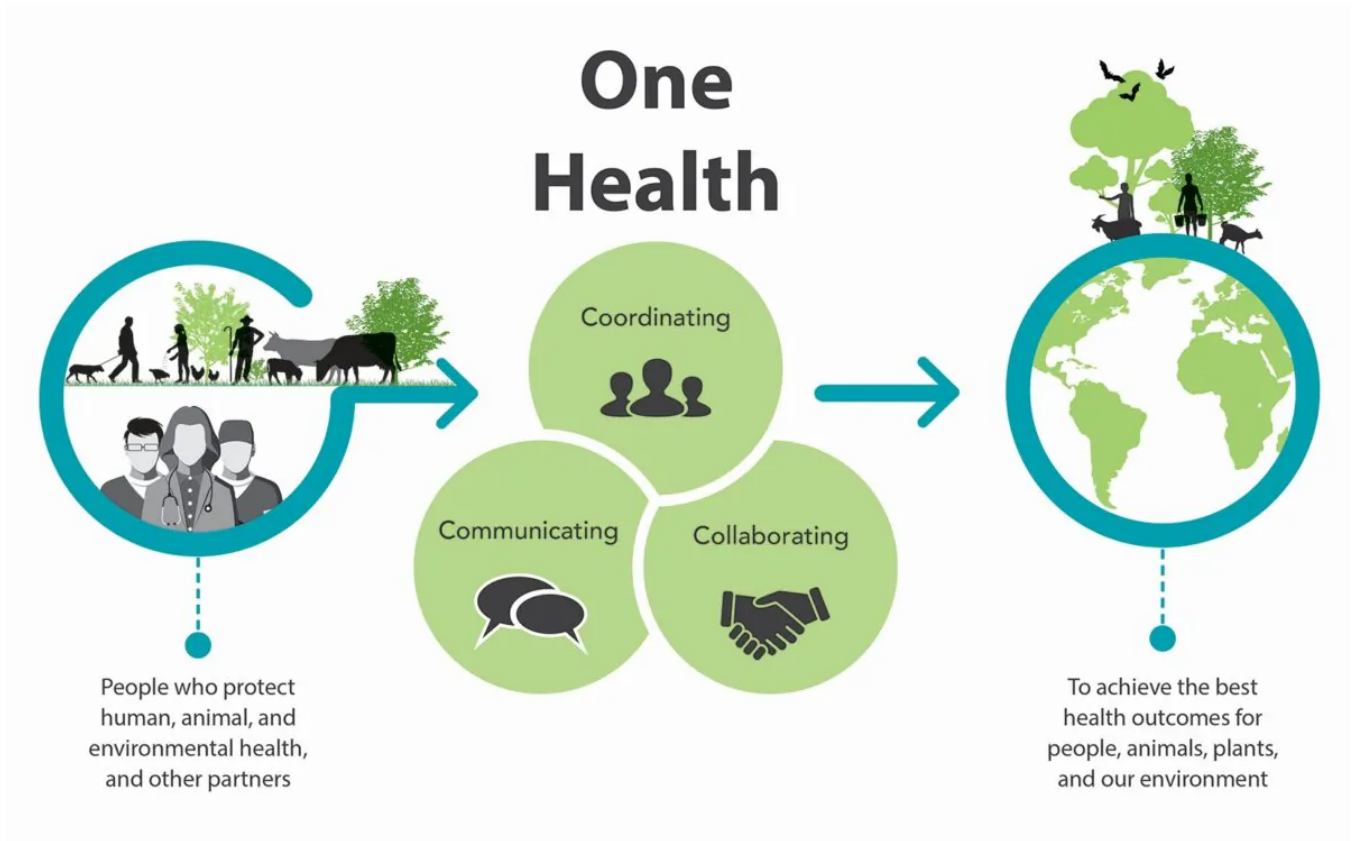 One
Health
Coordinating
Communicating
Collaborating
People who protect
human, animal, and
environmental health,
and other partners
To achieve the best
health outcomes for
people, animals, plants,
and our environment